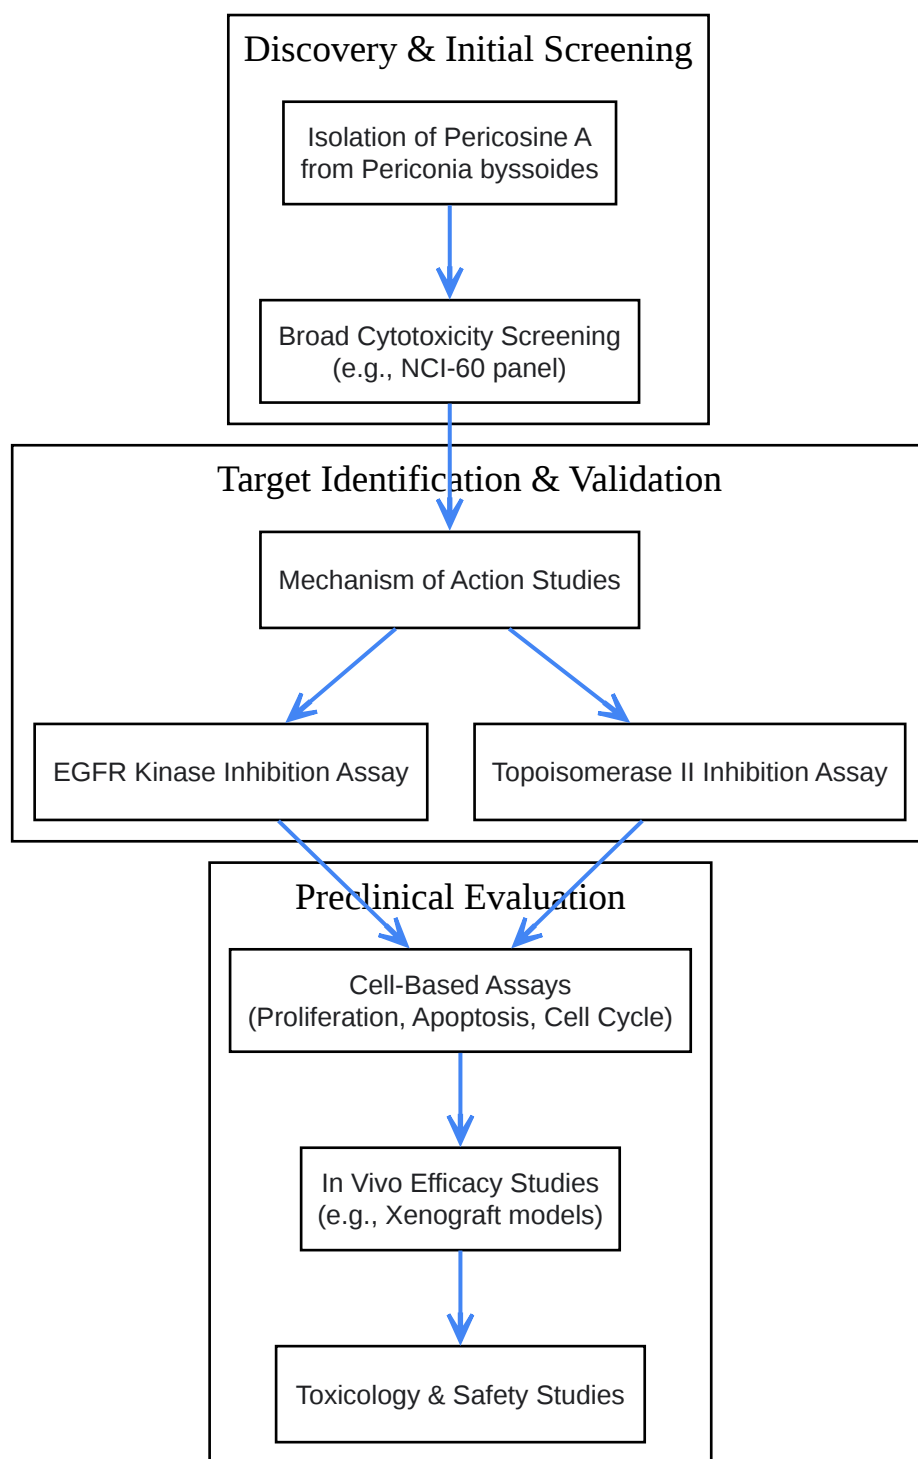 Discovery & Initial Screening
Isolation of Pericosine A
from Periconia byssoides
Broad Cytotoxicity Screening
(e.g., NCI-60 panel)
Target Identification & Validation
Mechanism of Action Studies
EGFR Kinase Inhibition Assay
Topoisomerase II Inhibition Assay
Preclinical Evaluation
Cell-Based Assays
(Proliferation, Apoptosis, Cell Cycle)
In Vivo Efficacy Studies
(e.g., Xenograft models)
Toxicology & Safety Studies